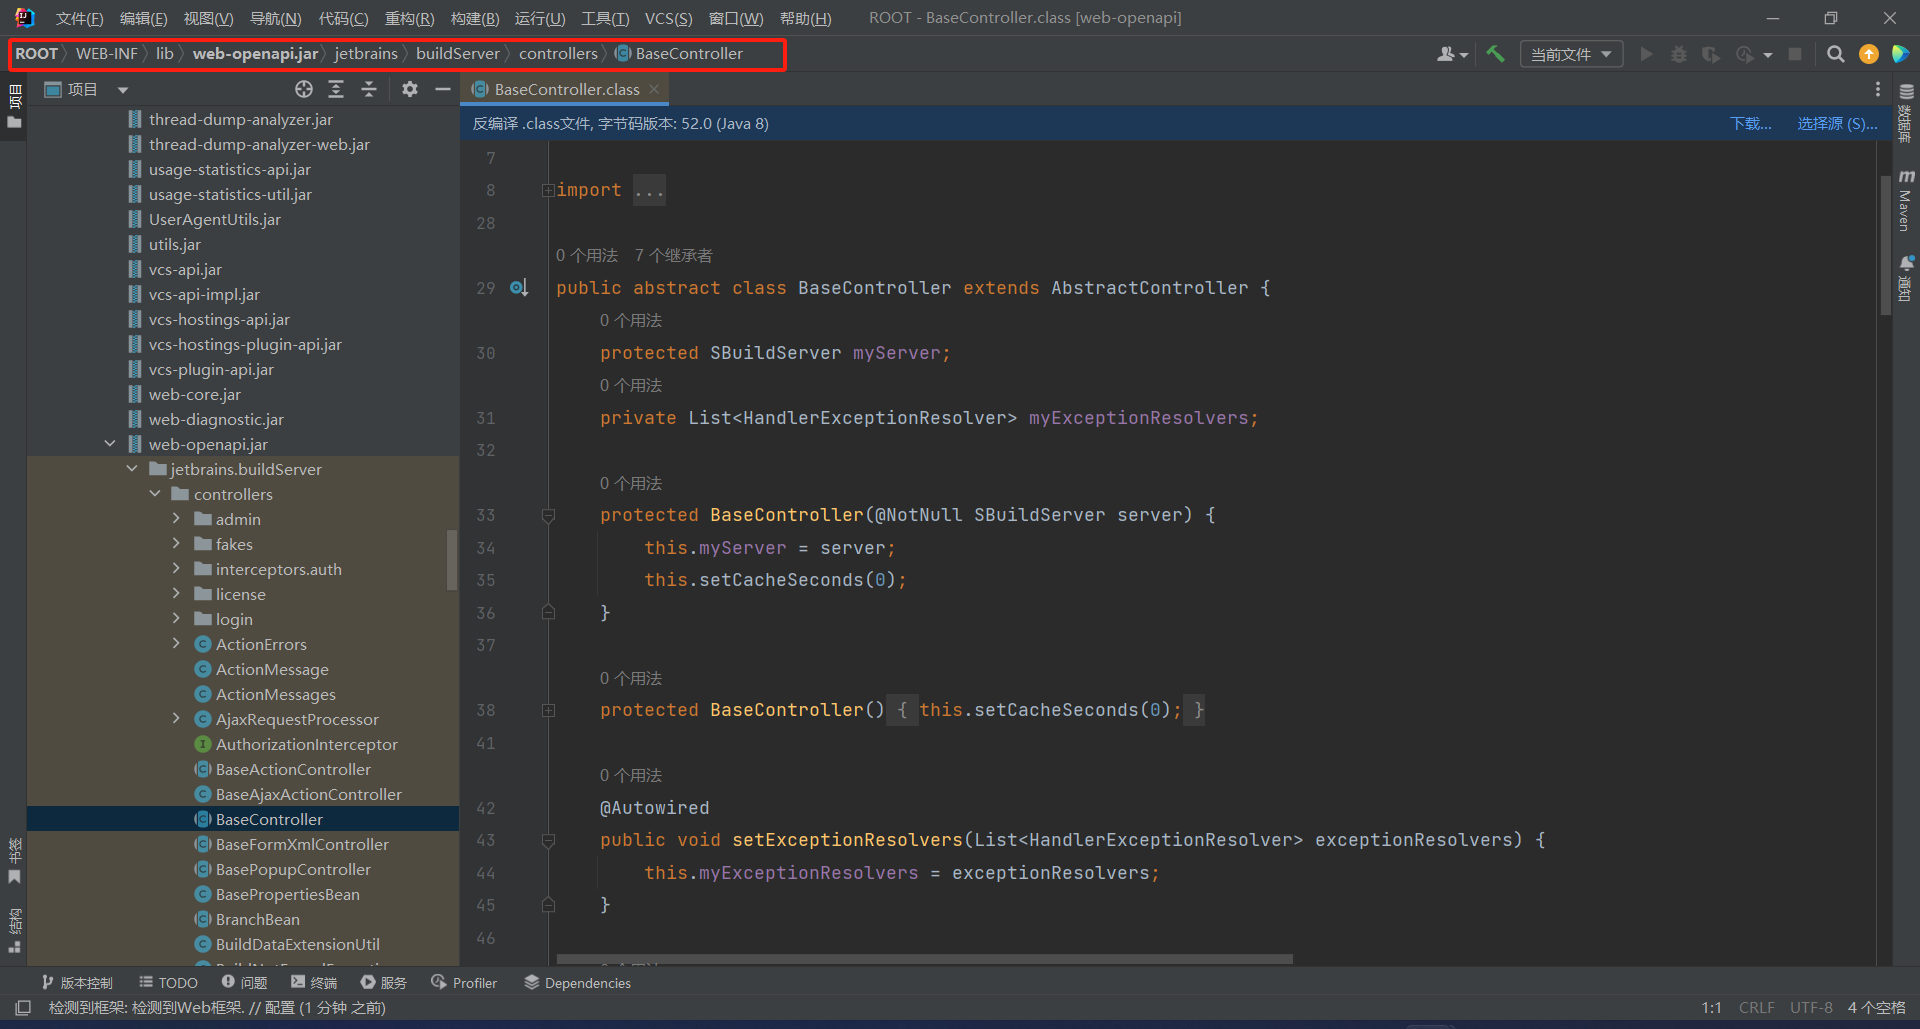 文件(F) 编辑(E) 视图(V) 导航(N) 代码(C) 重构(R) 构建(B) 运行(U) 工具(T) VCS(S) 窗口(W) 帮助(H) ROOT - BaseController.class [web-openapi]
ROOT WEB-INF lib web-openapi.jar jetbrains buildServer controllers BaseController 当前文件
项目
项目
thread-dump-analyzer.jar
thread-dump-analyzer-web.jar
usage-statistics-api.jar
usage-statistics-util.jar
UserAgentUtils.jar
utils.jar
vcs-api.jar
vcs-api-impl.jar
vcs-hostings-api.jar
vcs-hostings-plugin-api.jar
vcs-plugin-api.jar
web-core.jar
web-diagnostic.jar
web-openapi.jar
jetbrains.buildServer
controllers
admin
fakes
interceptors.auth
license
login
ActionErrors
ActionMessage
ActionMessages
AjaxRequestProcessor
AuthorizationInterceptor
BaseActionController
BaseAjaxActionController
BaseController
BaseFormXmlController
BasePopupController
BasePropertiesBean
BranchBean
BuildDataExtensionUtil
书签
结构
BaseController.class
反编译 .class文件, 字节码版本: 52.0 (Java 8) 下载... 选择源 (S)...
7
8 import ...
28
0 个用法 7 个继承者
29 public abstract class BaseController extends AbstractController {
0 个用法
30 protected SBuildServer myServer;
0 个用法
31 private List<HandlerExceptionResolver> myExceptionResolvers;
32
0 个用法
33 protected BaseController(@NotNull SBuildServer server) {
34 this.myServer = server;
35 this.setCacheSeconds(0);
36 }
37
0 个用法
38 protected BaseController() { this.setCacheSeconds(0); }
41
0 个用法
42 @Autowired
43 public void setExceptionResolvers(List<HandlerExceptionResolver> exceptionResolvers) {
44 this.myExceptionResolvers = exceptionResolvers;
45 }
46
数据库
m Maven
通知
版本控制 TODO 问题 终端 服务 Profiler Dependencies
检测到框架: 检测到Web框架. // 配置 (1 分钟 之前) 1:1 CRLF UTF-8 4 个空格